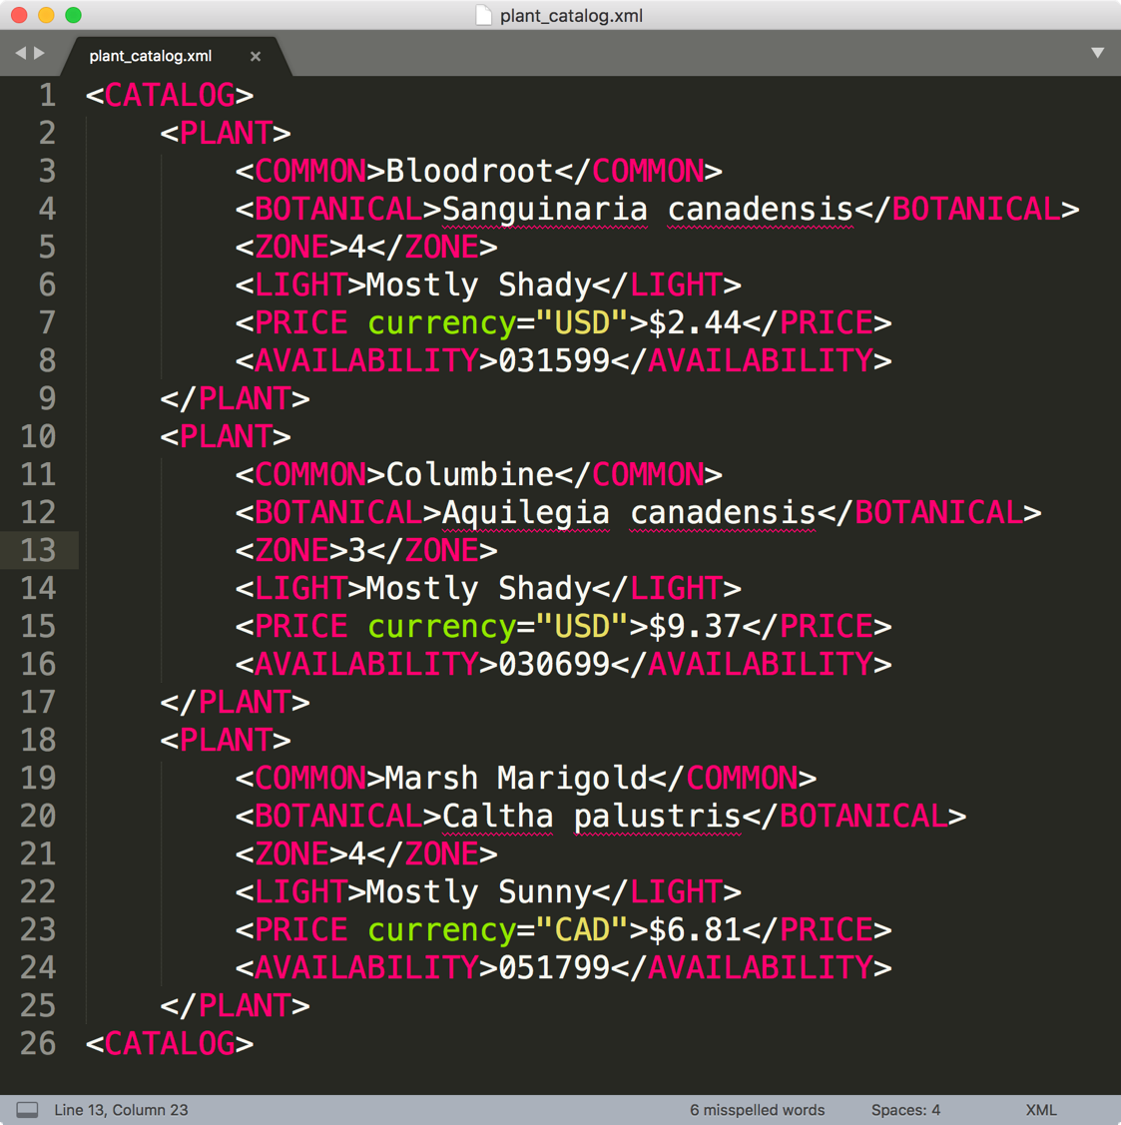 plant_catalog.xml
plant_catalog.xml ×
1 <CATALOG>
2     <PLANT>
3         <COMMON>Bloodroot</COMMON>
4         <BOTANICAL>Sanguinaria canadensis</BOTANICAL>
5         <ZONE>4</ZONE>
6         <LIGHT>Mostly Shady</LIGHT>
7         <PRICE currency="USD">$2.44</PRICE>
8         <AVAILABILITY>031599</AVAILABILITY>
9     </PLANT>
10     <PLANT>
11         <COMMON>Columbine</COMMON>
12         <BOTANICAL>Aquilegia canadensis</BOTANICAL>
13         <ZONE>3</ZONE>
14         <LIGHT>Mostly Shady</LIGHT>
15         <PRICE currency="USD">$9.37</PRICE>
16         <AVAILABILITY>030699</AVAILABILITY>
17     </PLANT>
18     <PLANT>
19         <COMMON>Marsh Marigold</COMMON>
20         <BOTANICAL>Caltha palustris</BOTANICAL>
21         <ZONE>4</ZONE>
22         <LIGHT>Mostly Sunny</LIGHT>
23         <PRICE currency="CAD">$6.81</PRICE>
24         <AVAILABILITY>051799</AVAILABILITY>
25     </PLANT>
26 <CATALOG>
Line 13, Column 23 6 misspelled words Spaces: 4 XML